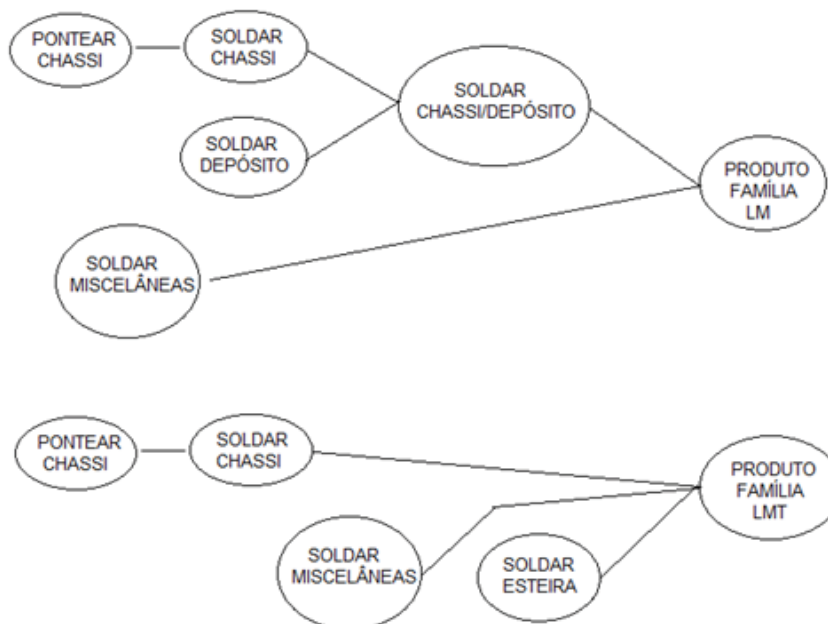 PONTEAR
CHASSI
SOLDAR
CHASSI
SOLDAR
CHASSI/DEPÓSITO
SOLDAR
DEPÓSITO
PRODUTO
FAMÍLIA
LM
SOLDAR
MISCELÂNEAS
PONTEAR
CHASSI
SOLDAR
CHASSI
PRODUTO
FAMÍLIA
LMT
SOLDAR
MISCELÂNEAS
SOLDAR
ESTEIRA